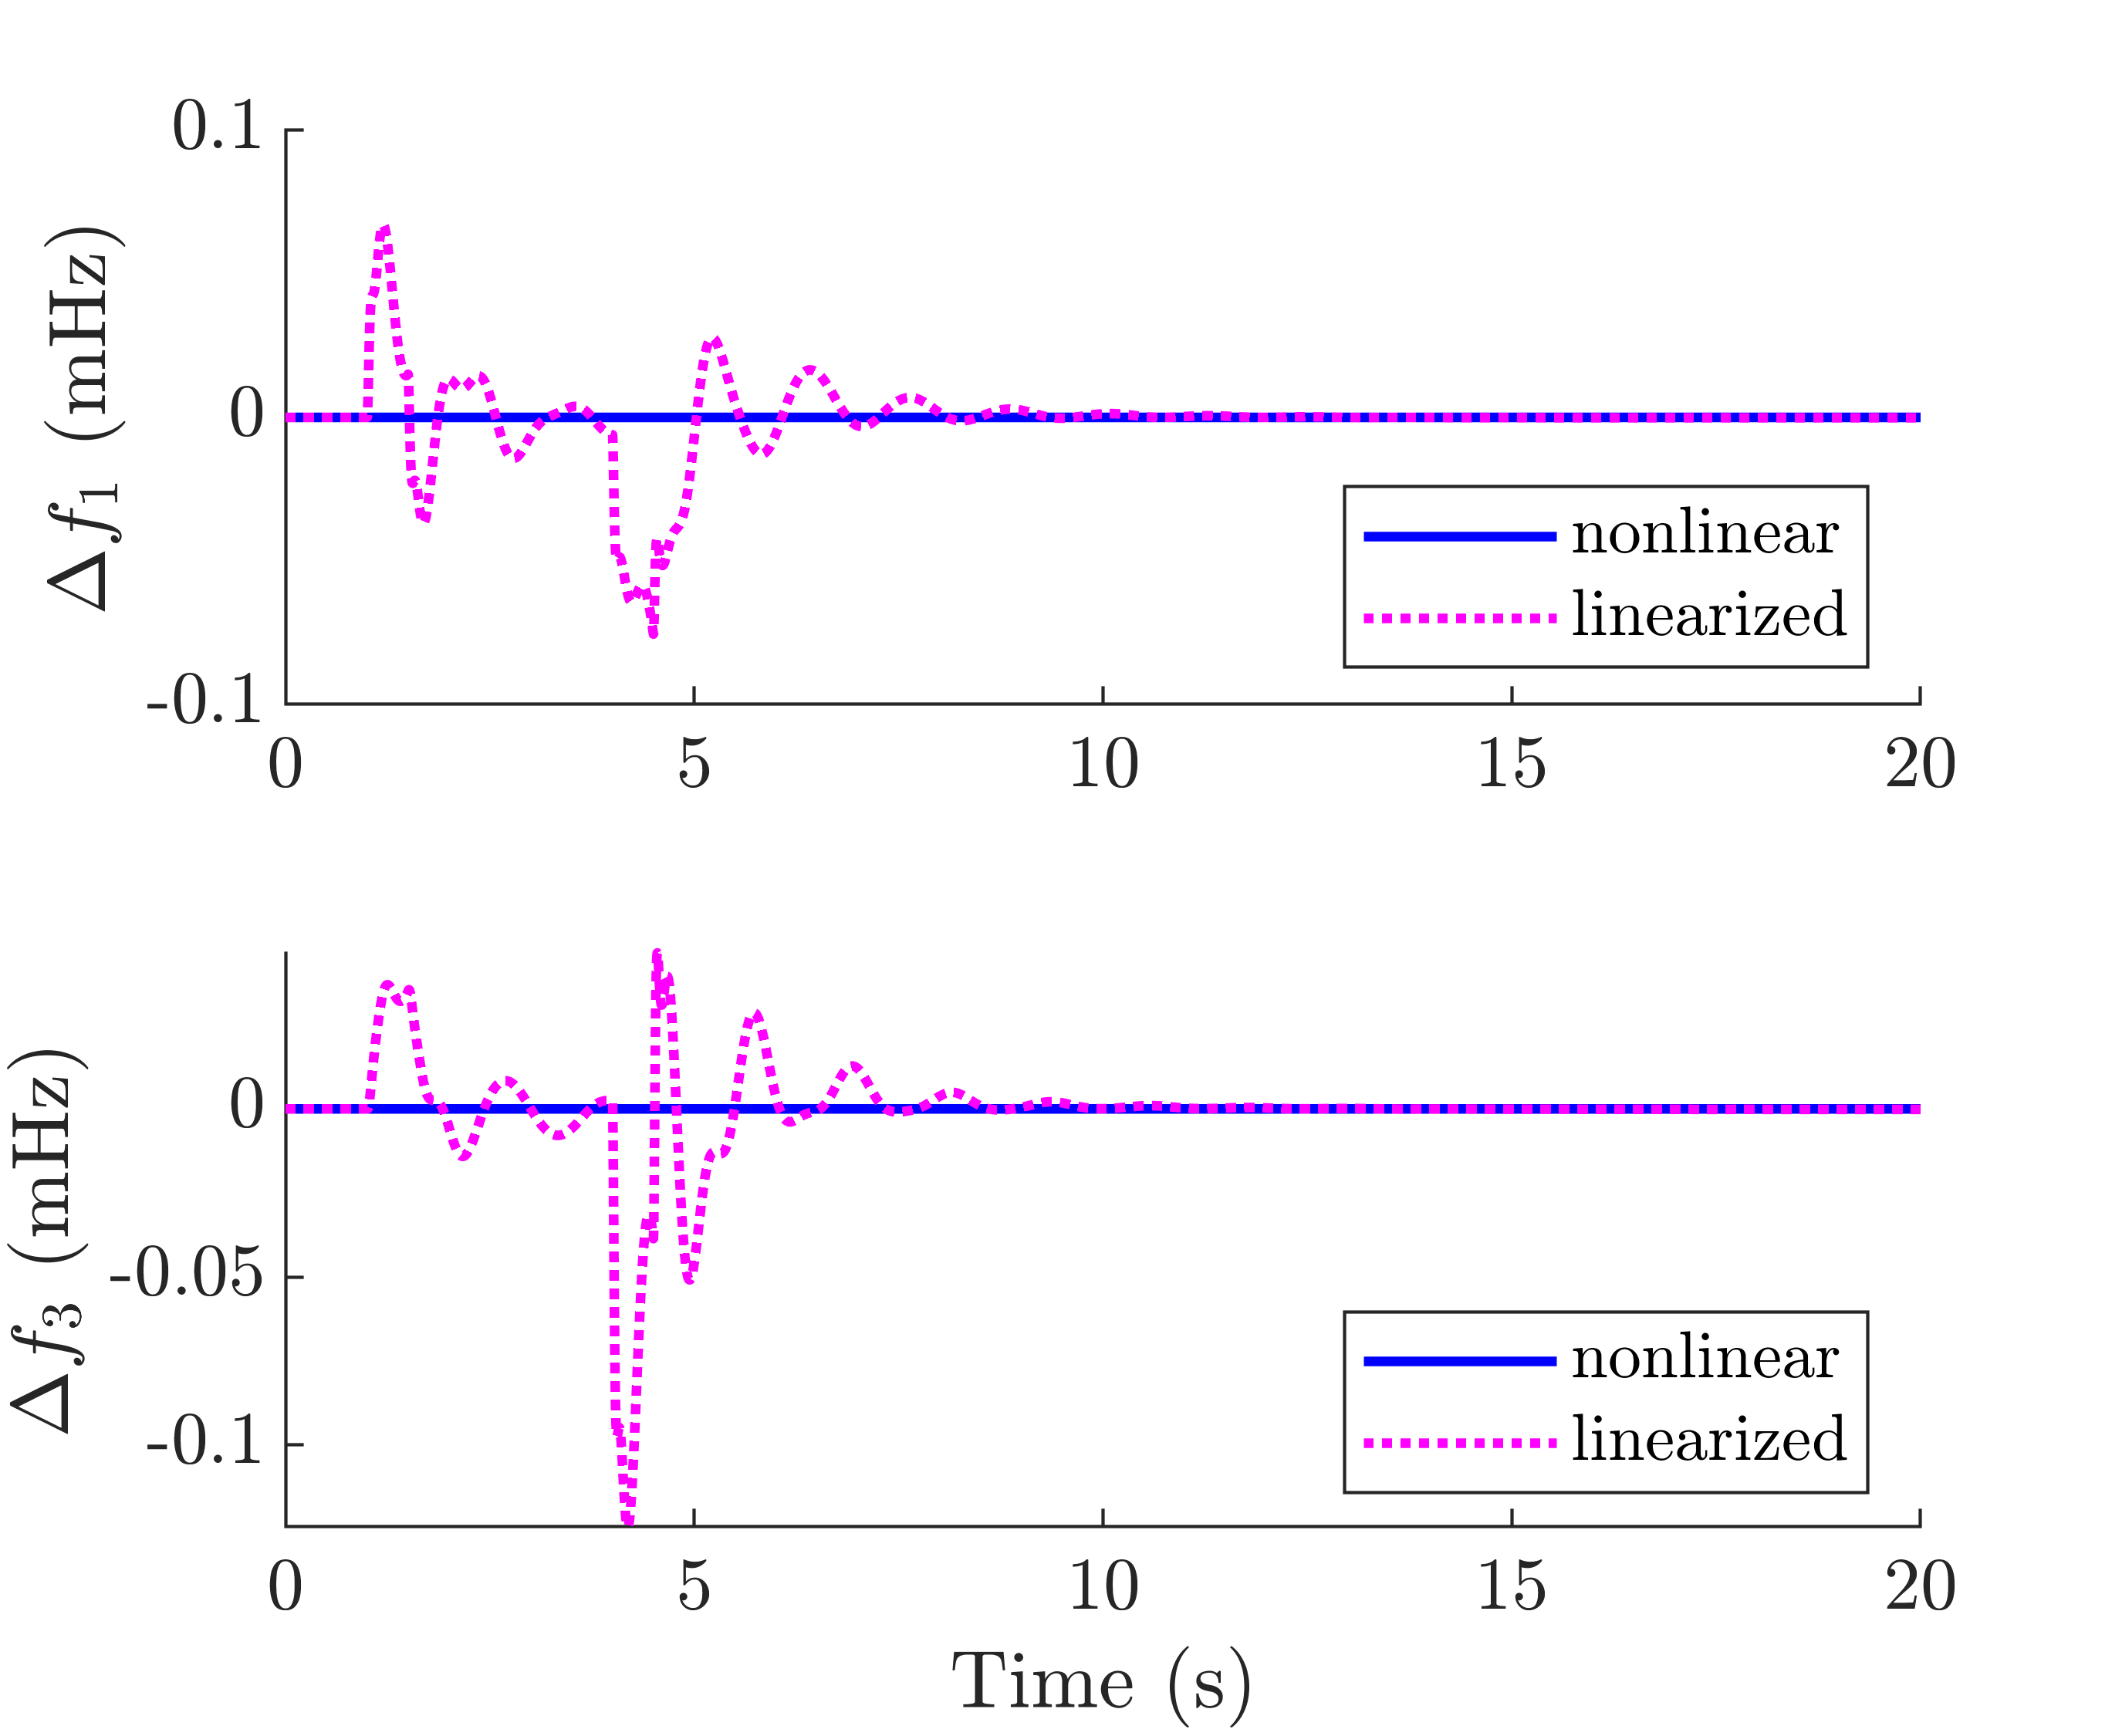 Δf1 (mHz)
0.1
0
-0.1
nonlinear
linearized
0 5 10 15 20
Δf3 (mHz)
0
-0.05
-0.1
nonlinear
linearized
0 5 10 15 20
Time (s)